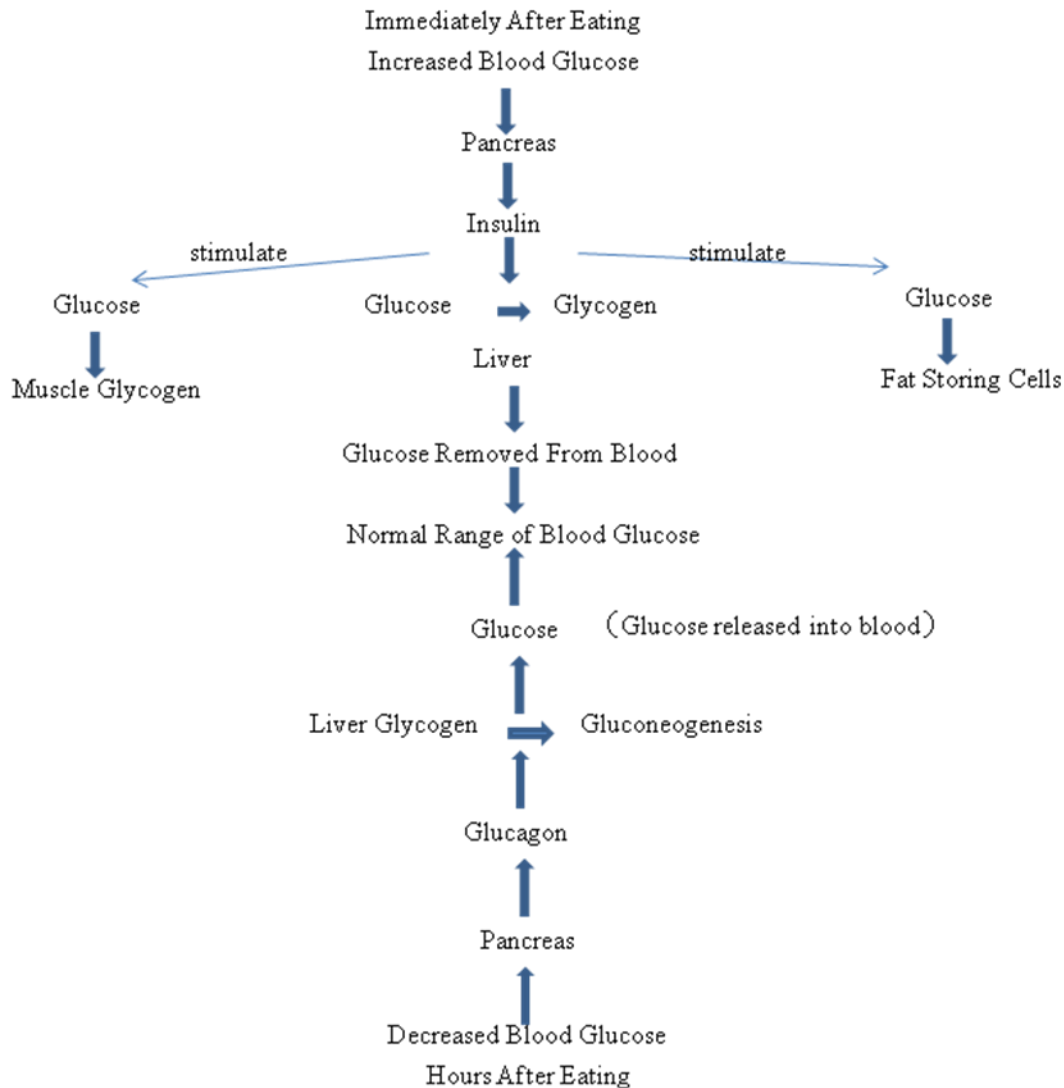 Immediately After Eating
Increased Blood Glucose
Pancreas
Insulin
stimulate
stimulate
Glucose
Glucose
Glycogen
Glucose
Liver
Muscle Glycogen
Fat Storing Cells
Glucose Removed From Blood
Normal Range of Blood Glucose
Glucose
(Glucose released into blood)
Liver Glycogen
Gluconeogenesis
Glucagon
Pancreas
Decreased Blood Glucose
Hours After Eating